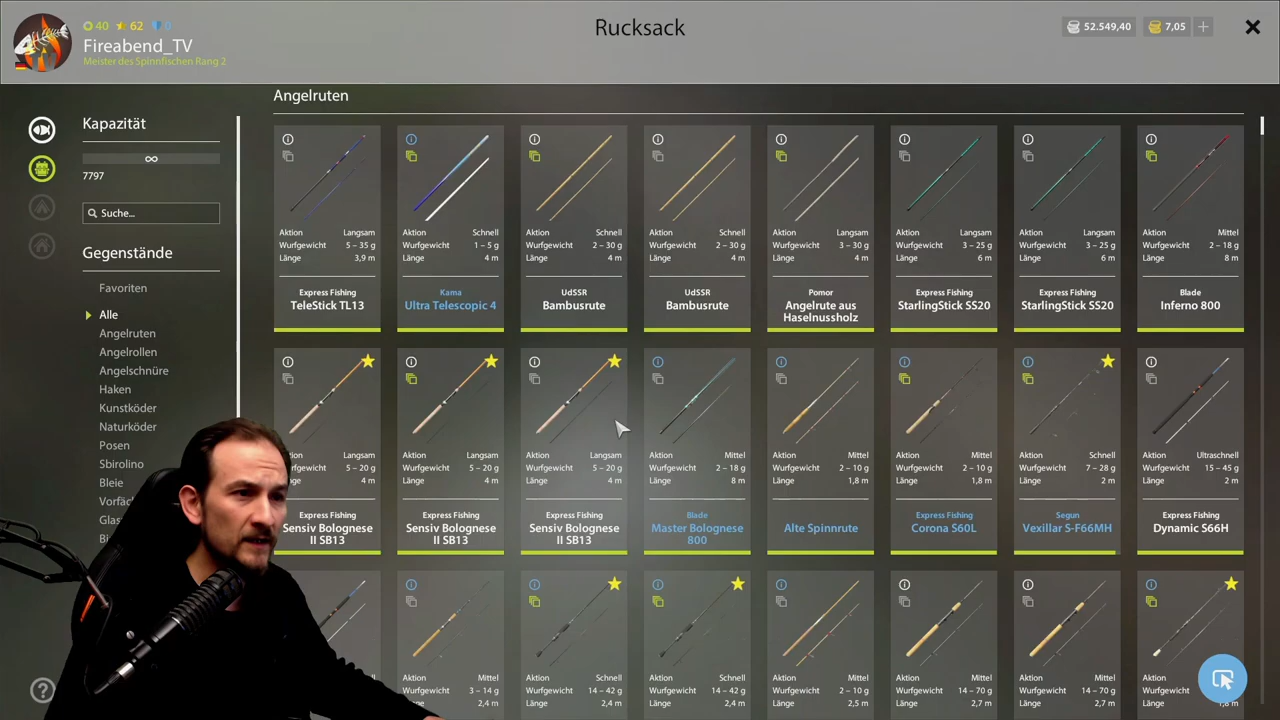 40 62 0
Fireabend_TV
Meister des Spinnfischen Rang 2
Rucksack
52.549,40 7,05 +
Kapazität
∞
7797
Suche...
Gegenstände
Favoriten
Alle
Angelruten
Angelrollen
Angelschnüre
Haken
Kunstköder
Naturköder
Posen
Sbirolino
Bleie
Angelruten
Aktion Langsam
Wurfgewicht 5 – 35 g
Länge 3,9 m
Express Fishing
TeleStick TL13
Aktion Schnell
Wurfgewicht 1 – 5 g
Länge 4 m
Kama
Ultra Telescopic 4
Aktion Schnell
Wurfgewicht 2 – 30 g
Länge 4 m
UdSSR
Bambusrute
Aktion Schnell
Wurfgewicht 2 – 30 g
Länge 4 m
UdSSR
Bambusrute
Aktion Langsam
Wurfgewicht 3 – 30 g
Länge 4 m
Pomor
Angelrute aus
Haselnussholz
Aktion Langsam
Wurfgewicht 3 – 25 g
Länge 6 m
Express Fishing
StarlingStick SS20
Aktion Langsam
Wurfgewicht 3 – 25 g
Länge 6 m
Express Fishing
StarlingStick SS20
Aktion Mittel
Wurfgewicht 2 – 18 g
Länge 8 m
Blade
Inferno 800
Langsam
5 – 20 g
4 m
Express Fishing
Sensiv Bolognese
II SB13
Aktion Langsam
Wurfgewicht 5 – 20 g
Länge 4 m
Express Fishing
Sensiv Bolognese
II SB13
Aktion Langsam
Wurfgewicht 5 – 20 g
Länge 4 m
Express Fishing
Sensiv Bolognese
II SB13
Aktion Mittel
Wurfgewicht 2 – 18 g
Länge 8 m
Blade
Master Bolognese
800
Aktion Mittel
Wurfgewicht 2 – 10 g
Länge 1,8 m
Alte Spinnrute
Aktion Mittel
Wurfgewicht 2 – 10 g
Länge 1,8 m
Express Fishing
Corona S60L
Aktion Schnell
Wurfgewicht 7 – 28 g
Länge 2 m
Segun
Vexillar S-F66MH
Aktion Ultraschnell
Wurfgewicht 15 – 45 g
Länge 2 m
Express Fishing
Dynamic S66H
Aktion Mittel
Wurfgewicht 3 – 14 g
Länge 2,4 m
Aktion Schnell
Wurfgewicht 14 – 42 g
Länge 2,4 m
Aktion Schnell
Wurfgewicht 14 – 42 g
Länge 2,4 m
Aktion Mittel
Wurfgewicht 2 – 10 g
Länge 2,5 m
Aktion Mittel
Wurfgewicht 14 – 70 g
Länge 2,7 m
Aktion Mittel
Wurfgewicht 14 – 70 g
Länge 2,7 m
Aktion
Wurfgewicht
Länge 1,8 m